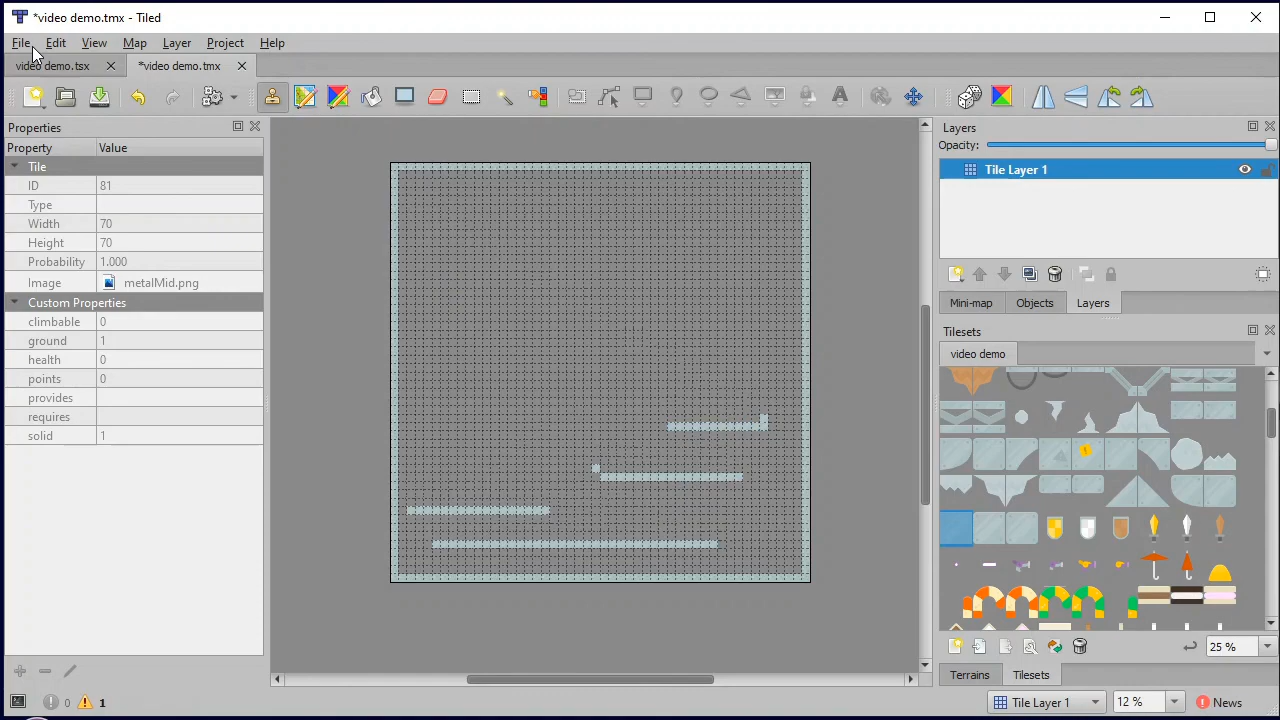 *video demo.tmx - Tiled
File Edit View Map Layer Project Help
video demo.tsx *video demo.tmx
Properties
Property Value
Tile
ID 81
Type
Width 70
Height 70
Probability 1.000
Image metalMid.png
Custom Properties
climbable 0
ground 1
health 0
points 0
provides
requires
solid 1
0 1
Layers
Opacity:
Tile Layer 1
Mini-map Objects Layers
Tilesets
video demo
25 %
Terrains Tilesets
Tile Layer 1 12 % News